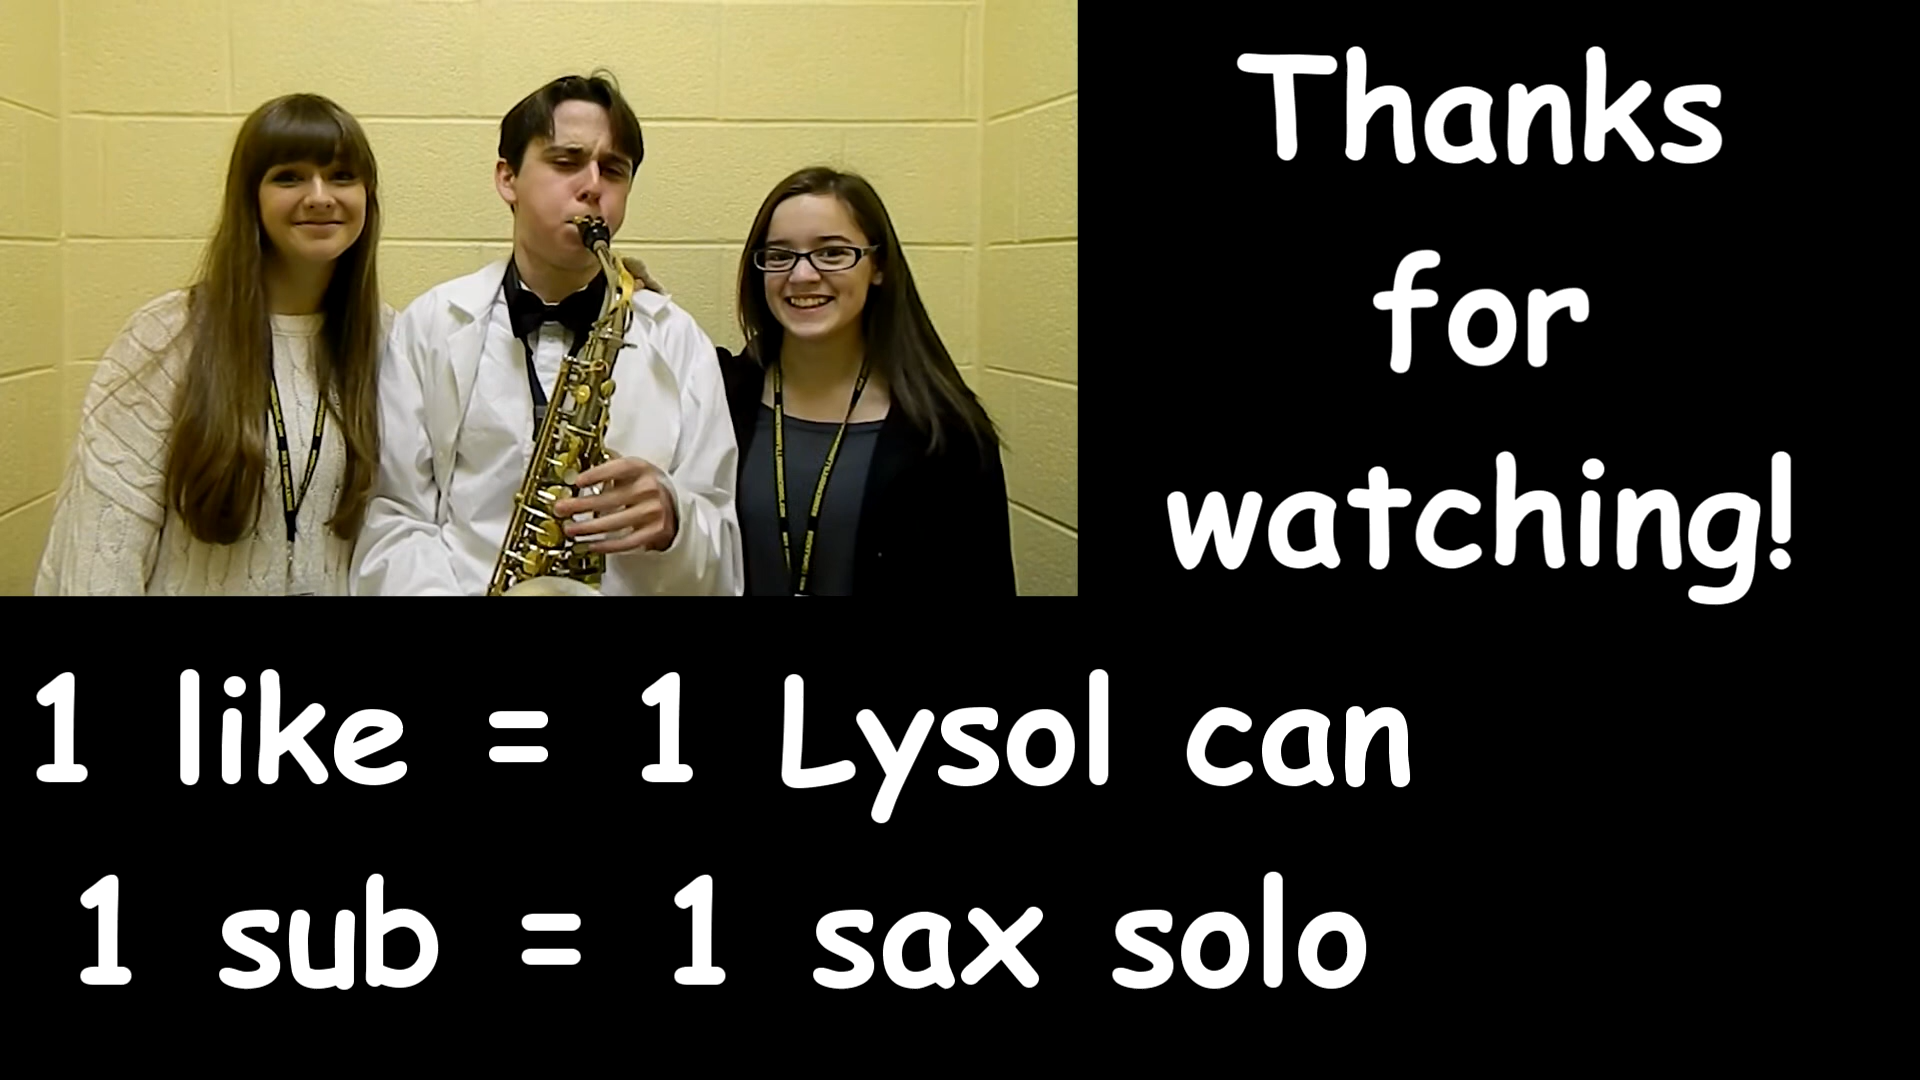 Thanks
for
watching!
1 like = 1 Lysol can
1 sub = 1 sax solo